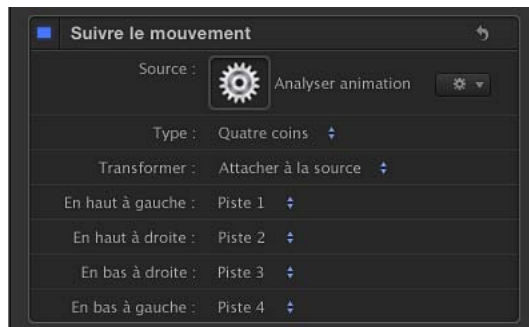 Suivre le mouvement
Source : Analyser animation
Type : Quatre coins
Transformer : Attacher à la source
En haut à gauche : Piste 1
En haut à droite : Piste 2
En bas à droite : Piste 3
En bas à gauche : Piste 4